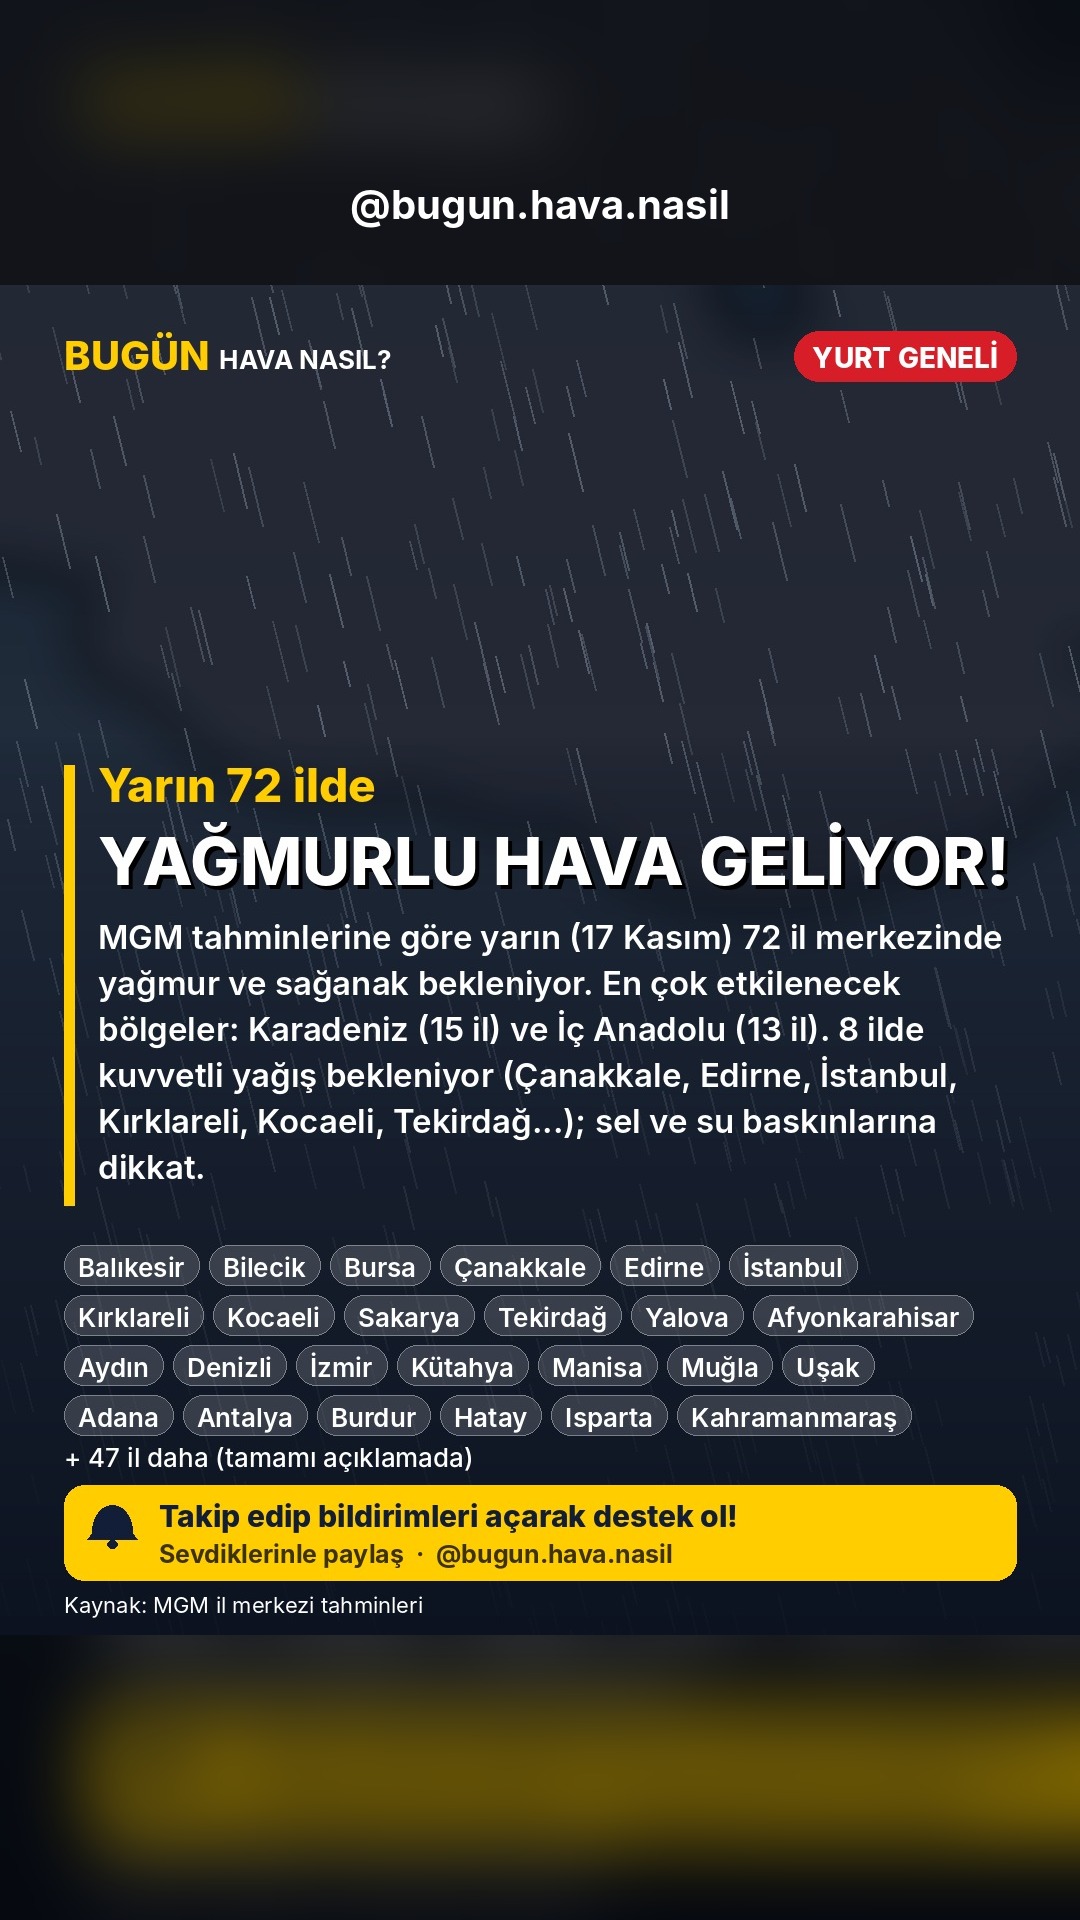 @bugun.hava.nasil
BUGÜN HAVA NASIL?
YURT GENELİ
Yarın 72 ilde
YAĞMURLU HAVA GELİYOR!
MGM tahminlerine göre yarın (17 Kasım) 72 il merkezinde
yağmur ve sağanak bekleniyor. En çok etkilenecek
bölgeler: Karadeniz (15 il) ve İç Anadolu (13 il). 8 ilde
kuvvetli yağış bekleniyor (Çanakkale, Edirne, İstanbul,
Kırklareli, Kocaeli, Tekirdağ...); sel ve su baskınlarına
dikkat.
Balıkesir Bilecik Bursa Çanakkale Edirne İstanbul
Kırklareli Kocaeli Sakarya Tekirdağ Yalova Afyonkarahisar
Aydın Denizli İzmir Kütahya Manisa Muğla Uşak
Adana Antalya Burdur Hatay Isparta Kahramanmaraş
+ 47 il daha (tamamı açıklamada)
Takip edip bildirimleri açarak destek ol!
Sevdiklerinle paylaş · @bugun.hava.nasil
Kaynak: MGM il merkezi tahminleri